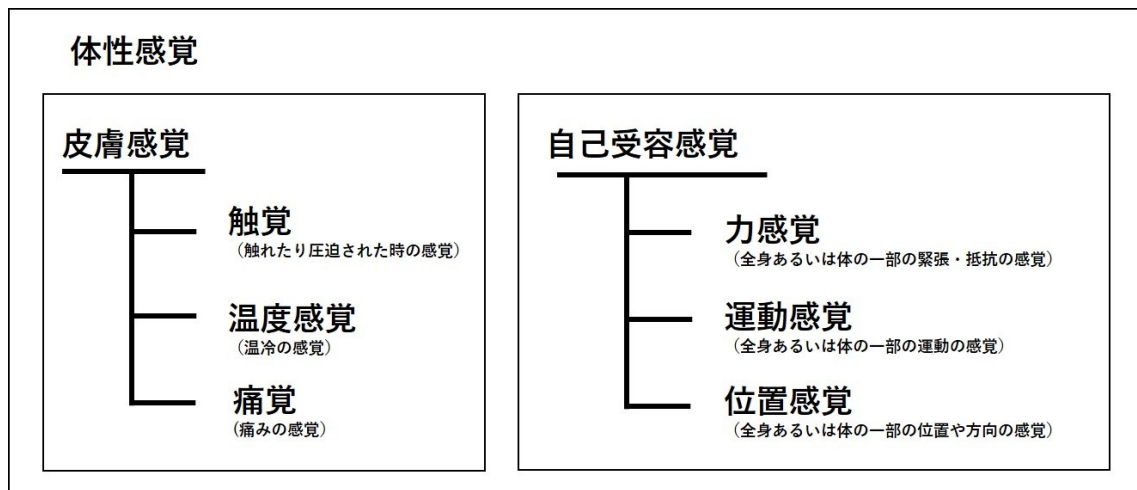 体性感覚
皮膚感覚
触覚
（触れたり圧迫された時の感覚）
温度感覚
（温冷の感覚）
痛覚
（痛みの感覚）
自己受容感覚
力感覚
（全身あるいは体の一部の緊張・抵抗の感覚）
運動感覚
（全身あるいは体の一部の運動の感覚）
位置感覚
（全身あるいは体の一部の位置や方向の感覚）